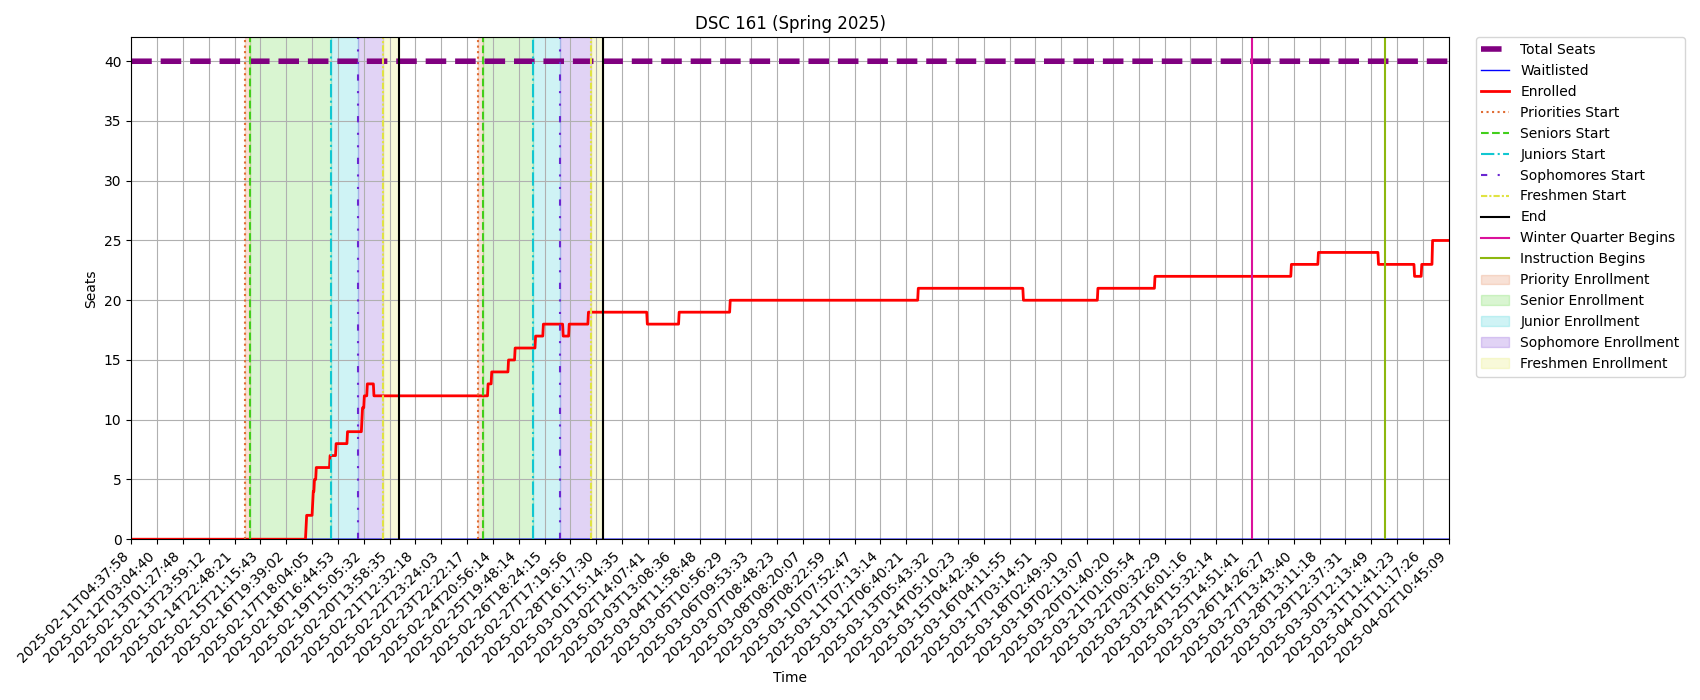 DSC 161 (Spring 2025)
Seats
40
35
30
25
20
15
10
5
0
2025-02-11T04:37:58
2025-02-12T03:04:40
2025-02-13T01:27:48
2025-02-13T23:59:12
2025-02-14T22:48:21
2025-02-15T21:15:43
2025-02-16T19:39:02
2025-02-17T18:04:05
2025-02-18T16:44:53
2025-02-19T15:05:32
2025-02-20T13:58:35
2025-02-21T12:32:18
2025-02-22T23:24:03
2025-02-23T22:22:17
2025-02-24T20:56:14
2025-02-25T19:48:14
2025-02-26T18:24:15
2025-02-27T17:19:56
2025-02-28T16:17:30
2025-03-01T15:14:35
2025-03-02T14:07:41
2025-03-03T13:08:36
2025-03-04T11:58:48
2025-03-05T10:56:29
2025-03-06T09:53:33
2025-03-07T08:48:23
2025-03-08T08:20:07
2025-03-09T08:22:59
2025-03-10T07:52:47
2025-03-11T07:13:14
2025-03-12T06:40:21
2025-03-13T05:43:32
2025-03-14T05:10:23
2025-03-15T04:42:36
2025-03-16T04:11:55
2025-03-17T03:14:51
2025-03-18T02:49:30
2025-03-19T02:13:07
2025-03-20T01:40:20
2025-03-21T01:05:54
2025-03-22T00:32:29
2025-03-23T16:01:16
2025-03-24T15:32:14
2025-03-25T14:51:41
2025-03-26T14:26:27
2025-03-27T13:43:40
2025-03-28T13:11:18
2025-03-29T12:37:31
2025-03-30T12:13:49
2025-03-31T11:41:23
2025-04-01T11:17:26
2025-04-02T10:45:09
Time
Total Seats
Waitlisted
Enrolled
Priorities Start
Seniors Start
Juniors Start
Sophomores Start
Freshmen Start
End
Winter Quarter Begins
Instruction Begins
Priority Enrollment
Senior Enrollment
Junior Enrollment
Sophomore Enrollment
Freshmen Enrollment